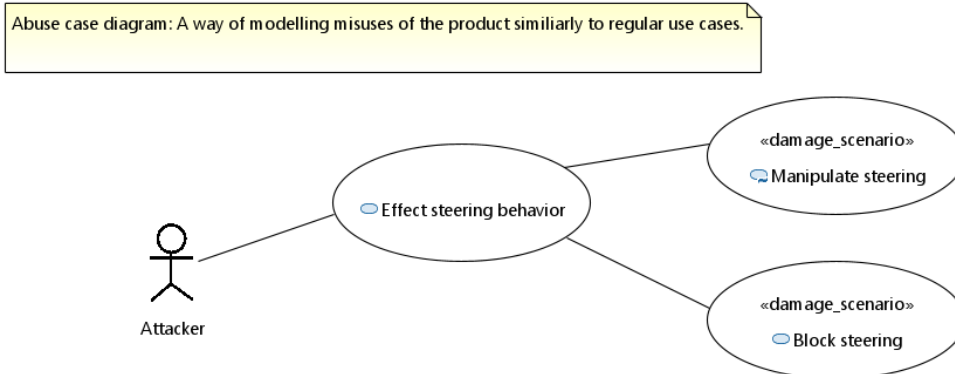 Abuse case diagram: A way of modelling misuses of the product similiarly to regular use cases.
«damage_scenario»
Manipulate steering
Effect steering behavior
Attacker
«damage_scenario»
Block steering